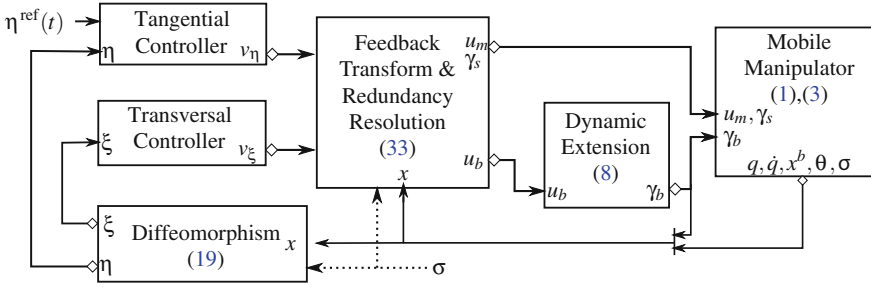 η^ref(t)
Tangential
Controller
η
v_η
Transversal
Controller
ξ
v_ξ
Feedback
Transform &
Redundancy
Resolution
(33)
x
u_m
γ_s
u_b
Dynamic
Extension
(8)
u_b
γ_b
Mobile
Manipulator
(1),(3)
u_m, γ_s
γ_b
q, q̇, x^b, θ, σ
ξ
η
Diffeomorphism
(19)
x
σ